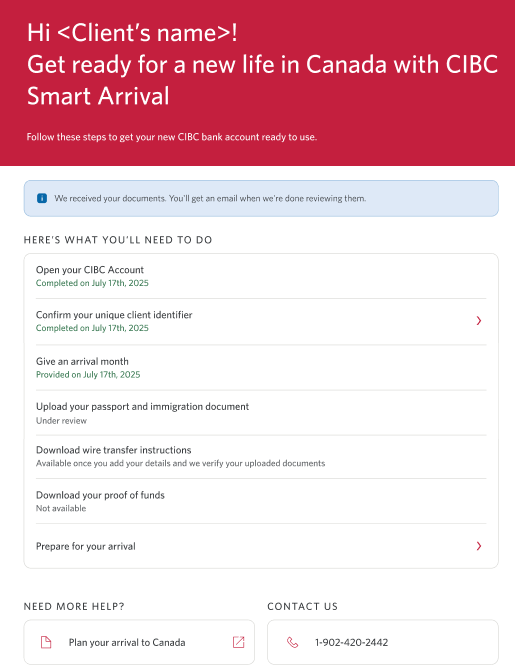 Hi <Client's name>!
Get ready for a new life in Canada with CIBC
Smart Arrival
Follow these steps to get your new CIBC bank account ready to use.
We received your documents. You'll get an email when we're done reviewing them.
HERE'S WHAT YOU'LL NEED TO DO
Open your CIBC Account
Completed on July 17th, 2025
Confirm your unique client identifier
Completed on July 17th, 2025
Give an arrival month
Provided on July 17th, 2025
Upload your passport and immigration document
Under review
Download wire transfer instructions
Available once you add your details and we verify your uploaded documents
Download your proof of funds
Not available
Prepare for your arrival
NEED MORE HELP?
CONTACT US
Plan your arrival to Canada
1-902-420-2442